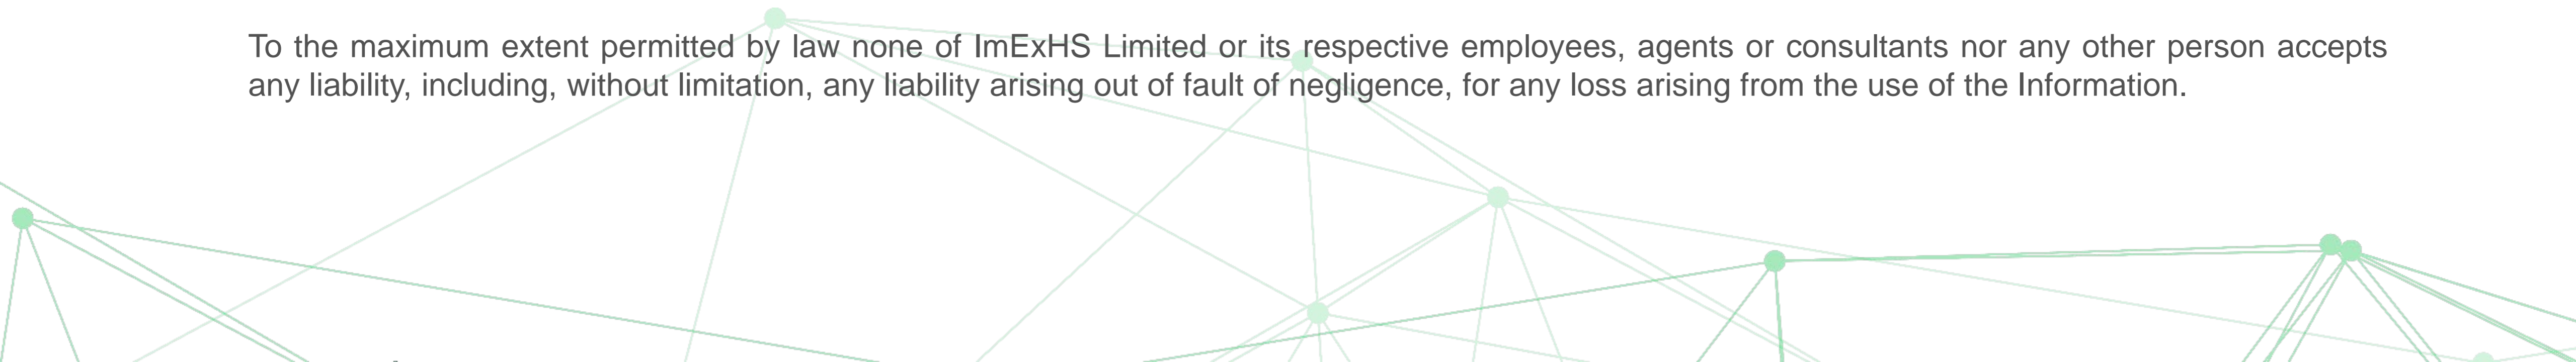 To the maximum extent permitted by law none of ImExHS Limited or its respective employees, agents or consultants nor any other person accepts
any liability, including, without limitation, any liability arising out of fault of negligence, for any loss arising from the use of the Information.